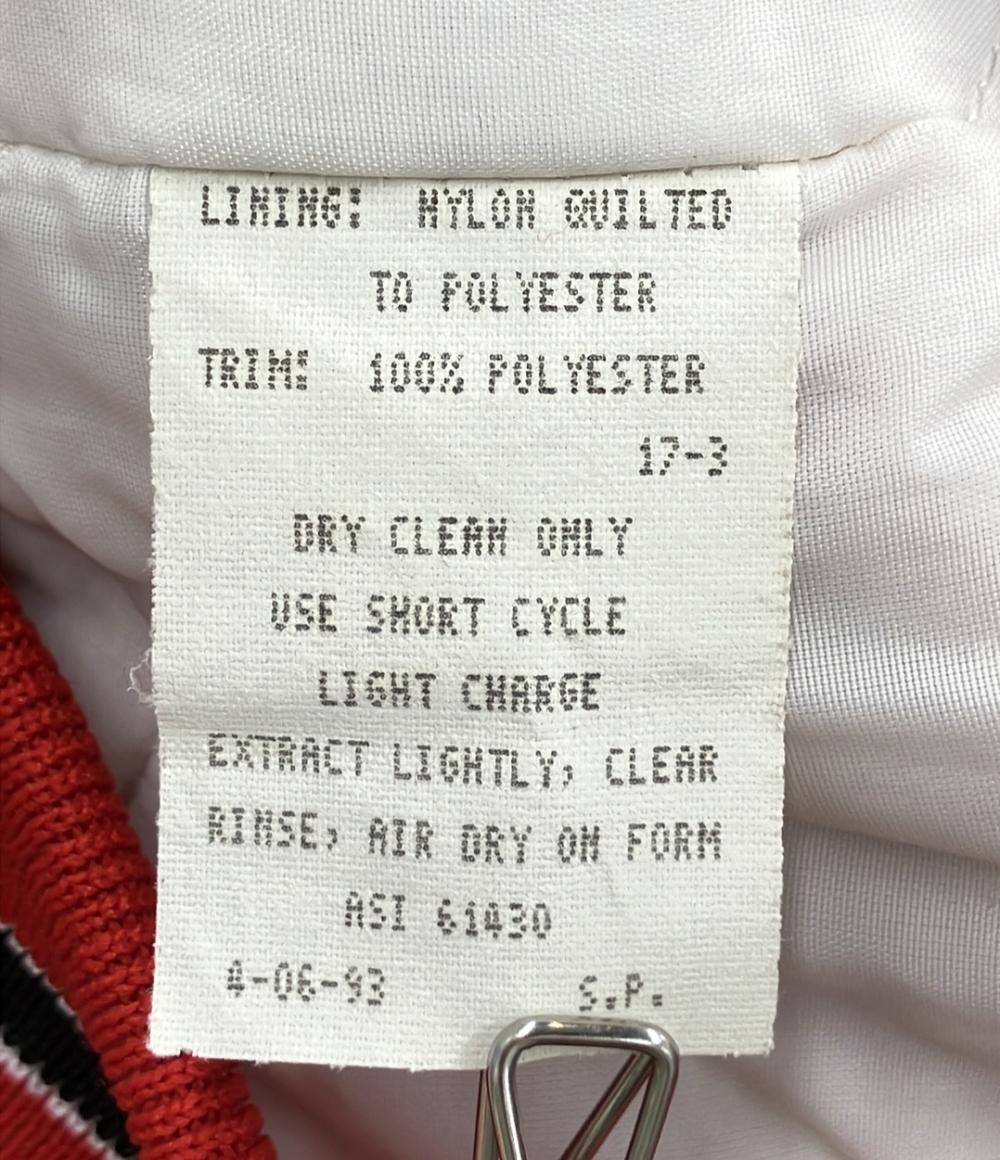 LINING: NYLON QUILTED
TO POLYESTER
TRIM: 100% POLYESTER
17-3
DRY CLEAN ONLY
USE SHORT CYCLE
LIGHT CHARGE
EXTRACT LIGHTLY, CLEAR
RINSE, AIR DRY ON FORM
ASI 61430
4-06-93 S.P.